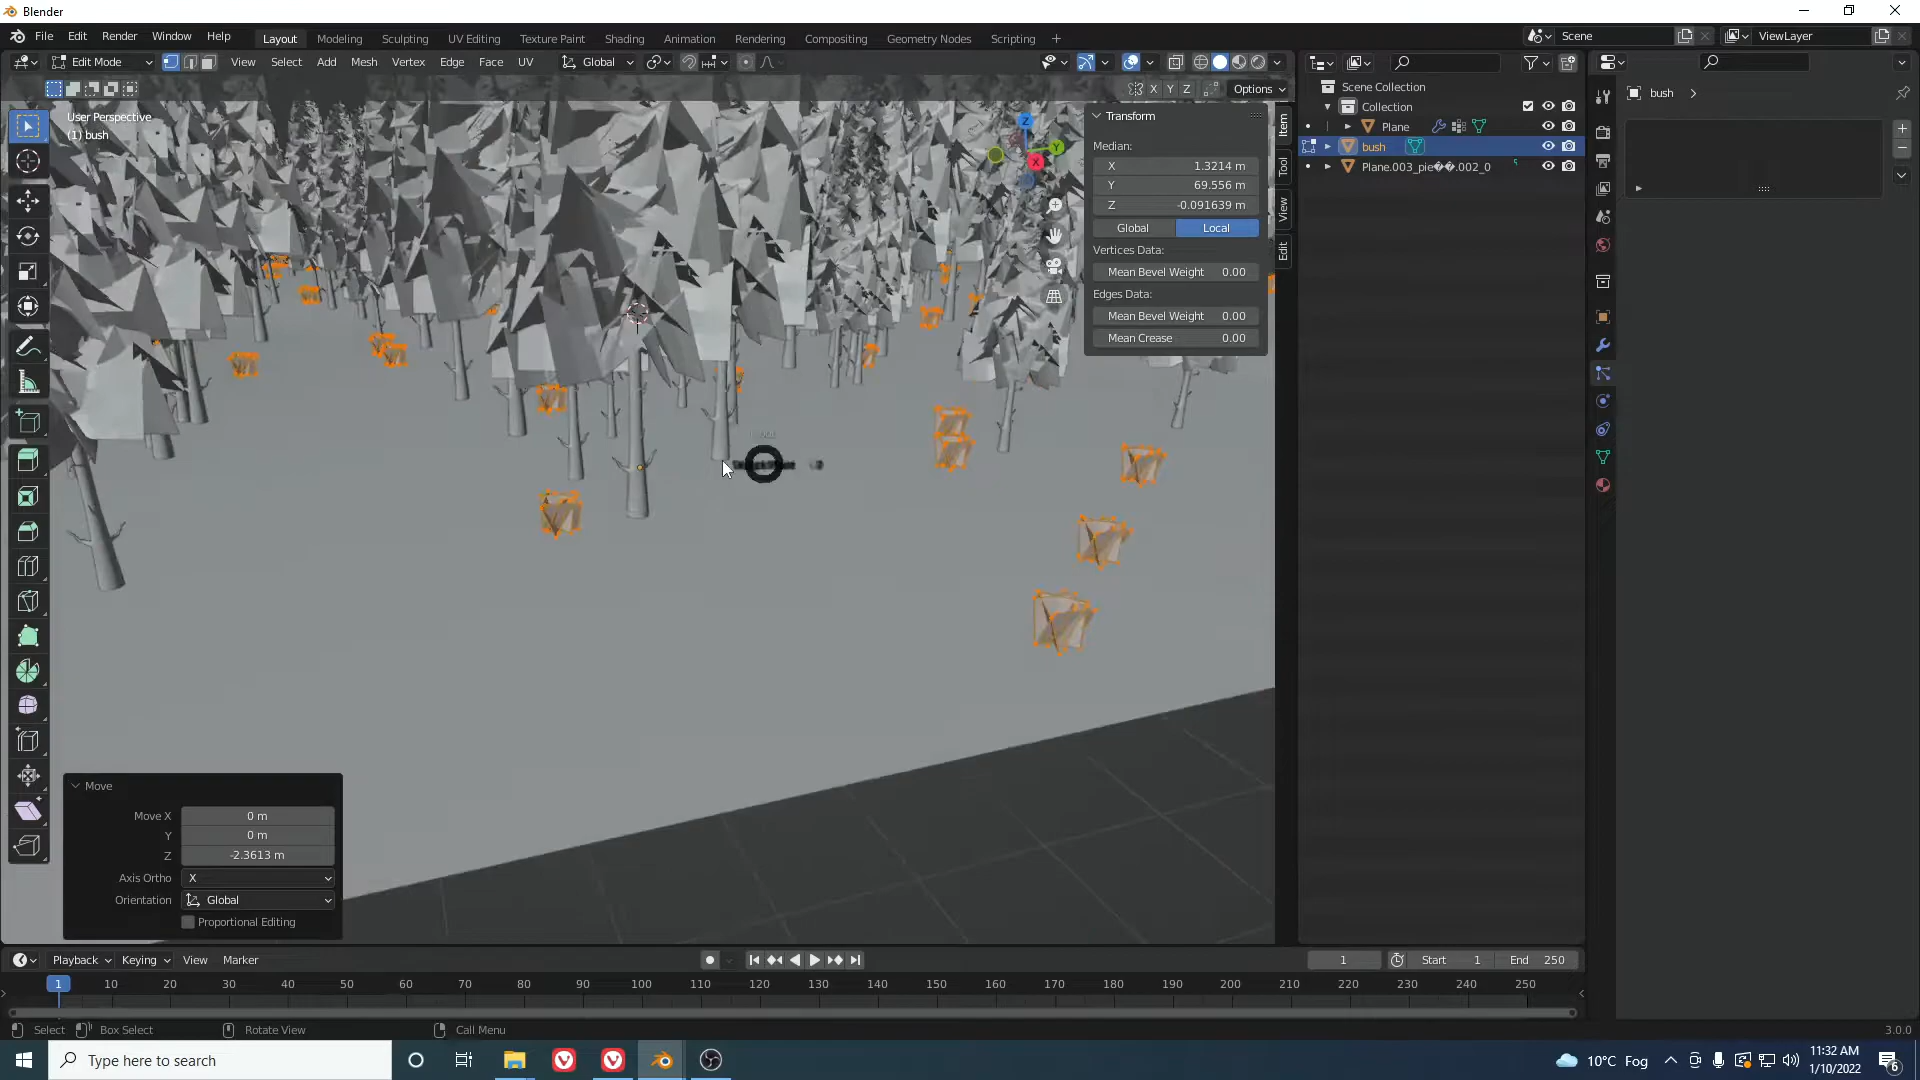 Blender
File Edit Render Window Help
Layout Modeling Sculpting UV Editing Texture Paint Shading Animation Rendering Compositing Geometry Nodes Scripting +
Scene
ViewLayer
Edit Mode View Select Add Mesh Vertex Edge Face UV
Global
X Y Z Options
User Perspective
(1) bush
Z
Y
X
Transform
Median:
X 1.3214 m
Y 69.556 m
Z -0.091639 m
Global Local
Vertices Data:
Mean Bevel Weight 0.00
Edges Data:
Mean Bevel Weight 0.00
Mean Crease 0.00
Item
Tool
View
Edit
Scene Collection
Collection
Plane
bush
Plane.003_pie��.002_0
bush
Move
Move X 0 m
Y 0 m
Z -2.3613 m
Axis Ortho X
Orientation Global
Proportional Editing
Playback Keying View Marker
1 Start 1 End 250
1 10 20 30 40 50 60 70 80 90 100 110 120 130 140 150 160 170 180 190 200 210 220 230 240 250
Select Box Select Rotate View Call Menu
3.0.0
Type here to search
10°C Fog
11:32 AM
1/10/2022
6